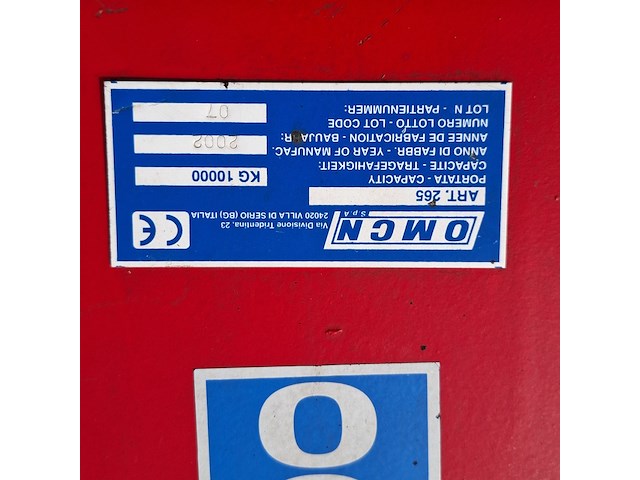 OMCN
S.p.A
Via Divisione Tridentina, 23
24020 VILLA DI SERIO (BG) ITALIA
CE
ART. 265
PORTATA - CAPACITY
CAPACITE - TRAGEFAHIGKEIT:
KG 10000
ANNO DI FABBR. - YEAR OF MANUFAC.
ANNEE DE FABRICATION - BAUJAHR:
2002
NUMERO LOTTO - LOT CODE
LOT N - PARTIENUMMER:
07
O